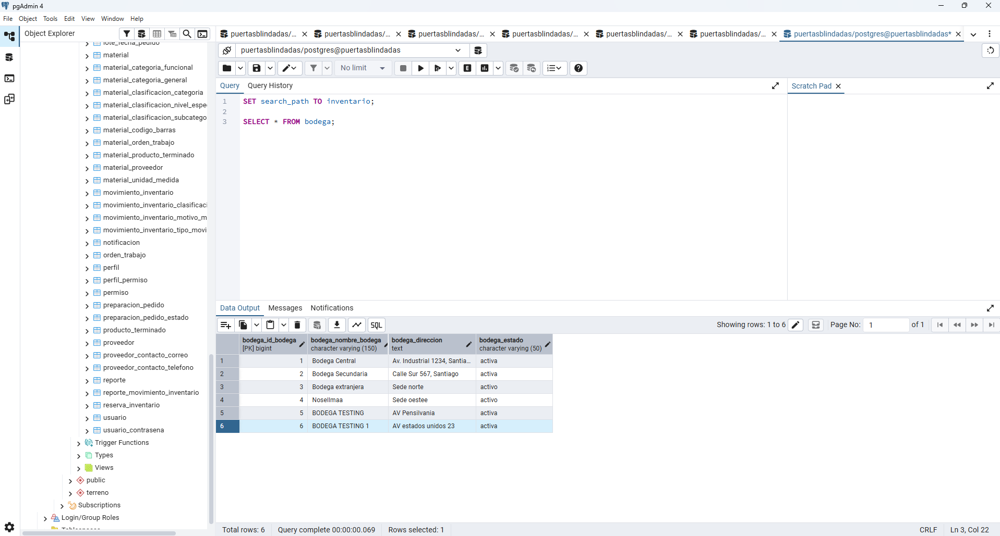 pgAdmin 4
File Object Tools Edit View Window Help
Object Explorer
puertasblindadas/... puertasblindadas/... puertasblindadas/... puertasblindadas/... puertasblindadas/... puertasblindadas/... puertasblindadas/postgres@puertasblindadas*
puertasblindadas/postgres@puertasblindadas
No limit
E
Query Query History
Scratch Pad
1 SET search_path TO inventario;
2
3 SELECT * FROM bodega;
lote_fecha_pedido
material
material_categoria_funcional
material_categoria_general
material_clasificacion_categoria
material_clasificacion_nivel_espe
material_clasificacion_subcatego
material_codigo_barras
material_orden_trabajo
material_producto_terminado
material_proveedor
material_unidad_medida
movimiento_inventario
movimiento_inventario_clasificaci
movimiento_inventario_motivo_m
movimiento_inventario_tipo_movi
notificacion
orden_trabajo
perfil
perfil_permiso
permiso
preparacion_pedido
preparacion_pedido_estado
producto_terminado
proveedor
proveedor_contacto_correo
proveedor_contacto_telefono
reporte
reporte_movimiento_inventario
reserva_inventario
usuario
usuario_contrasena
Trigger Functions
Types
Views
public
terreno
Subscriptions
Login/Group Roles
Data Output Messages Notifications
SQL
Showing rows: 1 to 6
Page No: 1 of 1
bodega_id_bodega bodega_nombre_bodega bodega_direccion bodega_estado
[PK] bigint character varying (150) text character varying (50)
1 1 Bodega Central Av. Industrial 1234, Santia... activa
2 2 Bodega Secundaria Calle Sur 567, Santiago activa
3 3 Bodega extranjera Sede norte activo
4 4 Nosellmaa Sede oestee activo
5 5 BODEGA TESTING AV Pensilvania activa
6 6 BODEGA TESTING 1 AV estados unidos 23 activa
Total rows: 6 Query complete 00:00:00.069 Rows selected: 1
CRLF Ln 3, Col 22